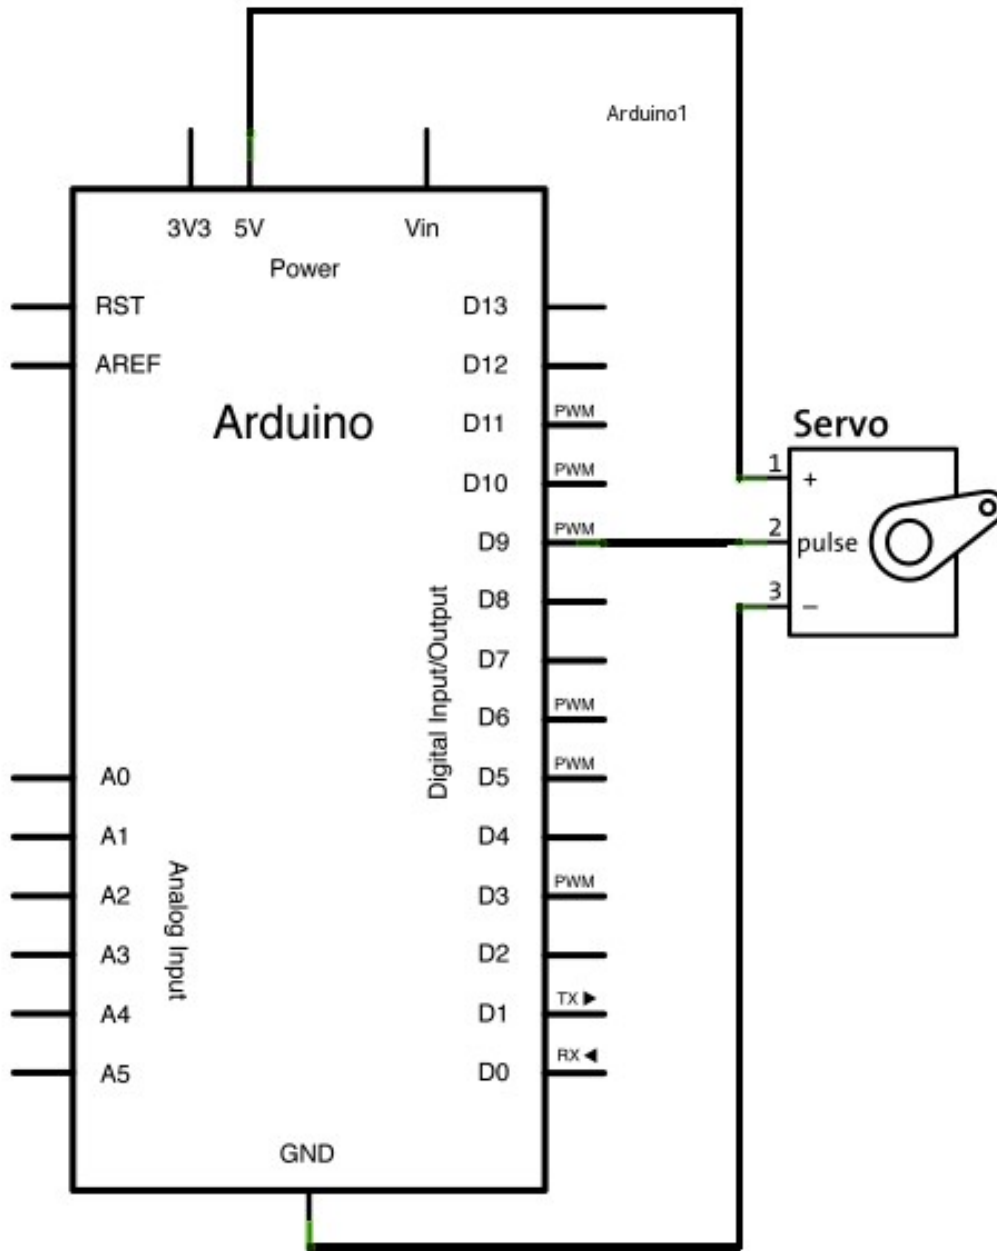 Arduino1
3V3 5V Vin
Power
RST D13
AREF D12
Arduino
D11 PWM
D10 PWM
D9 PWM
D8
D7
D6 PWM
D5 PWM
D4
D3 PWM
D2
D1 TX
D0 RX
Digital Input/Output
A0
A1
A2
A3
A4
A5
Analog Input
GND
Servo
1 +
2 pulse
3 –